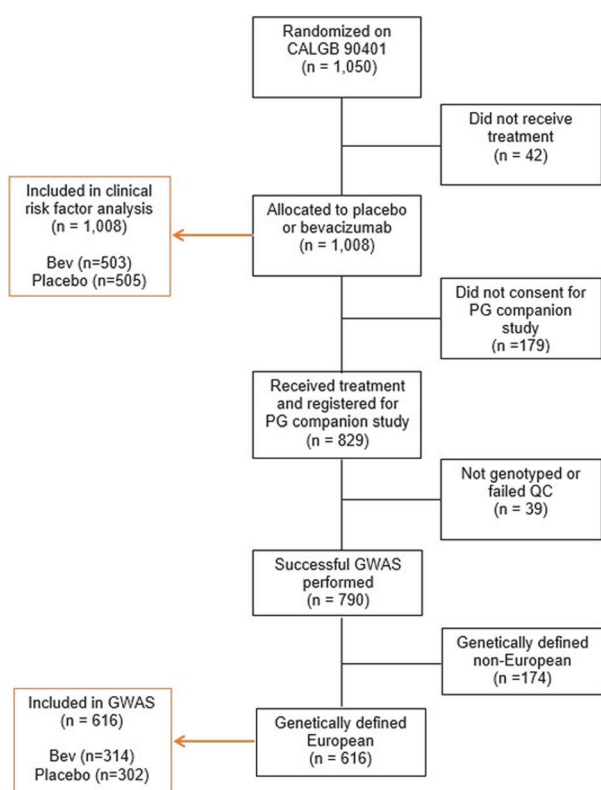 Randomized on
CALGB 90401
(n = 1,050)
Did not receive
treatment
(n = 42)
Included in clinical
risk factor analysis
(n = 1,008)
Bev (n=503)
Placebo (n=505)
Allocated to placebo
or bevacizumab
(n = 1,008)
Did not consent for
PG companion
study
(n =179)
Received treatment
and registered for
PG companion study
(n = 829)
Not genotyped or
failed QC
(n = 39)
Successful GWAS
performed
(n = 790)
Genetically defined
non-European
(n =174)
Included in GWAS
(n = 616)
Bev (n=314)
Placebo (n=302)
Genetically defined
European
(n = 616)